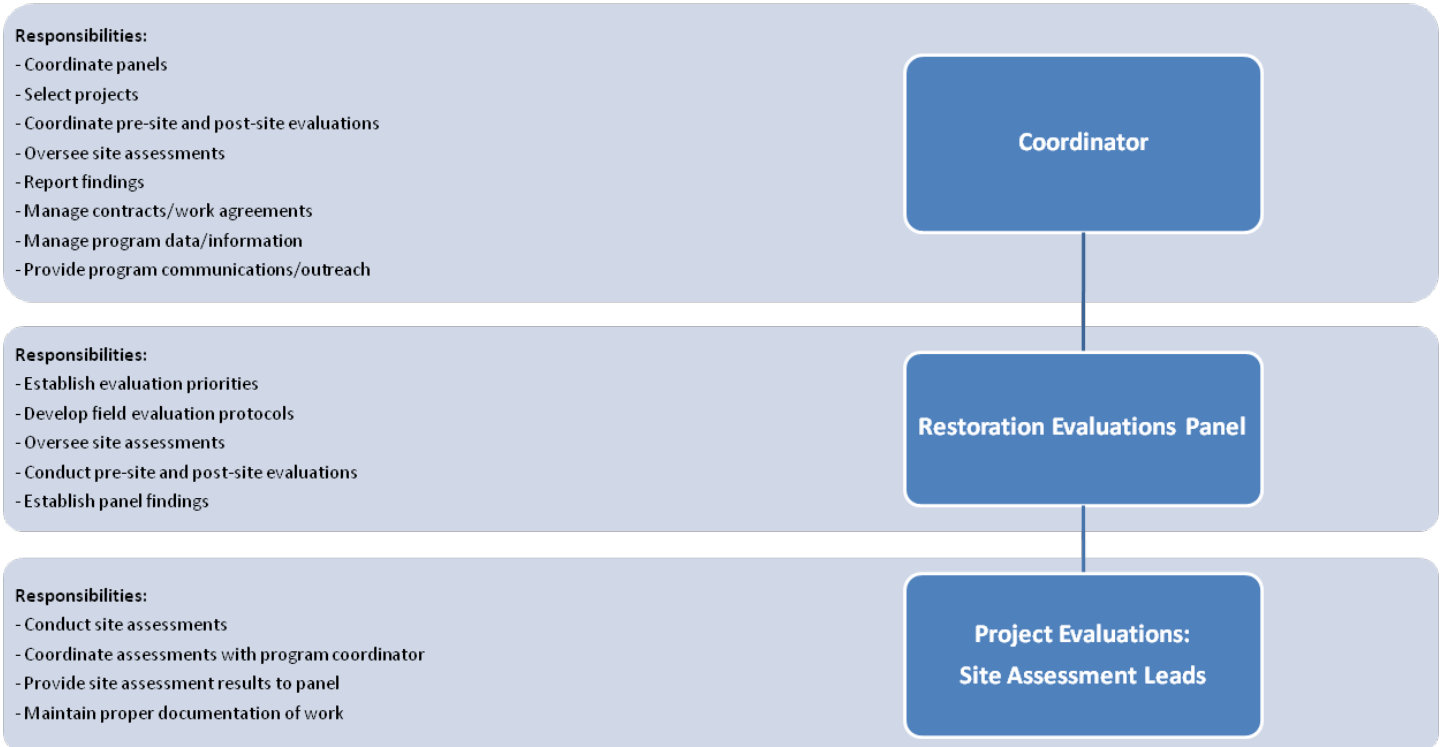 Responsibilities:
- Coordinate panels
- Select projects
- Coordinate pre-site and post-site evaluations
- Oversee site assessments
- Report findings
- Manage contracts/work agreements
- Manage program data/information
- Provide program communications/outreach
Coordinator
Responsibilities:
- Establish evaluation priorities
- Develop field evaluation protocols
- Oversee site assessments
- Conduct pre-site and post-site evaluations
- Establish panel findings
Restoration Evaluations Panel
Responsibilities:
- Conduct site assessments
- Coordinate assessments with program coordinator
- Provide site assessment results to panel
- Maintain proper documentation of work
Project Evaluations:
Site Assessment Leads